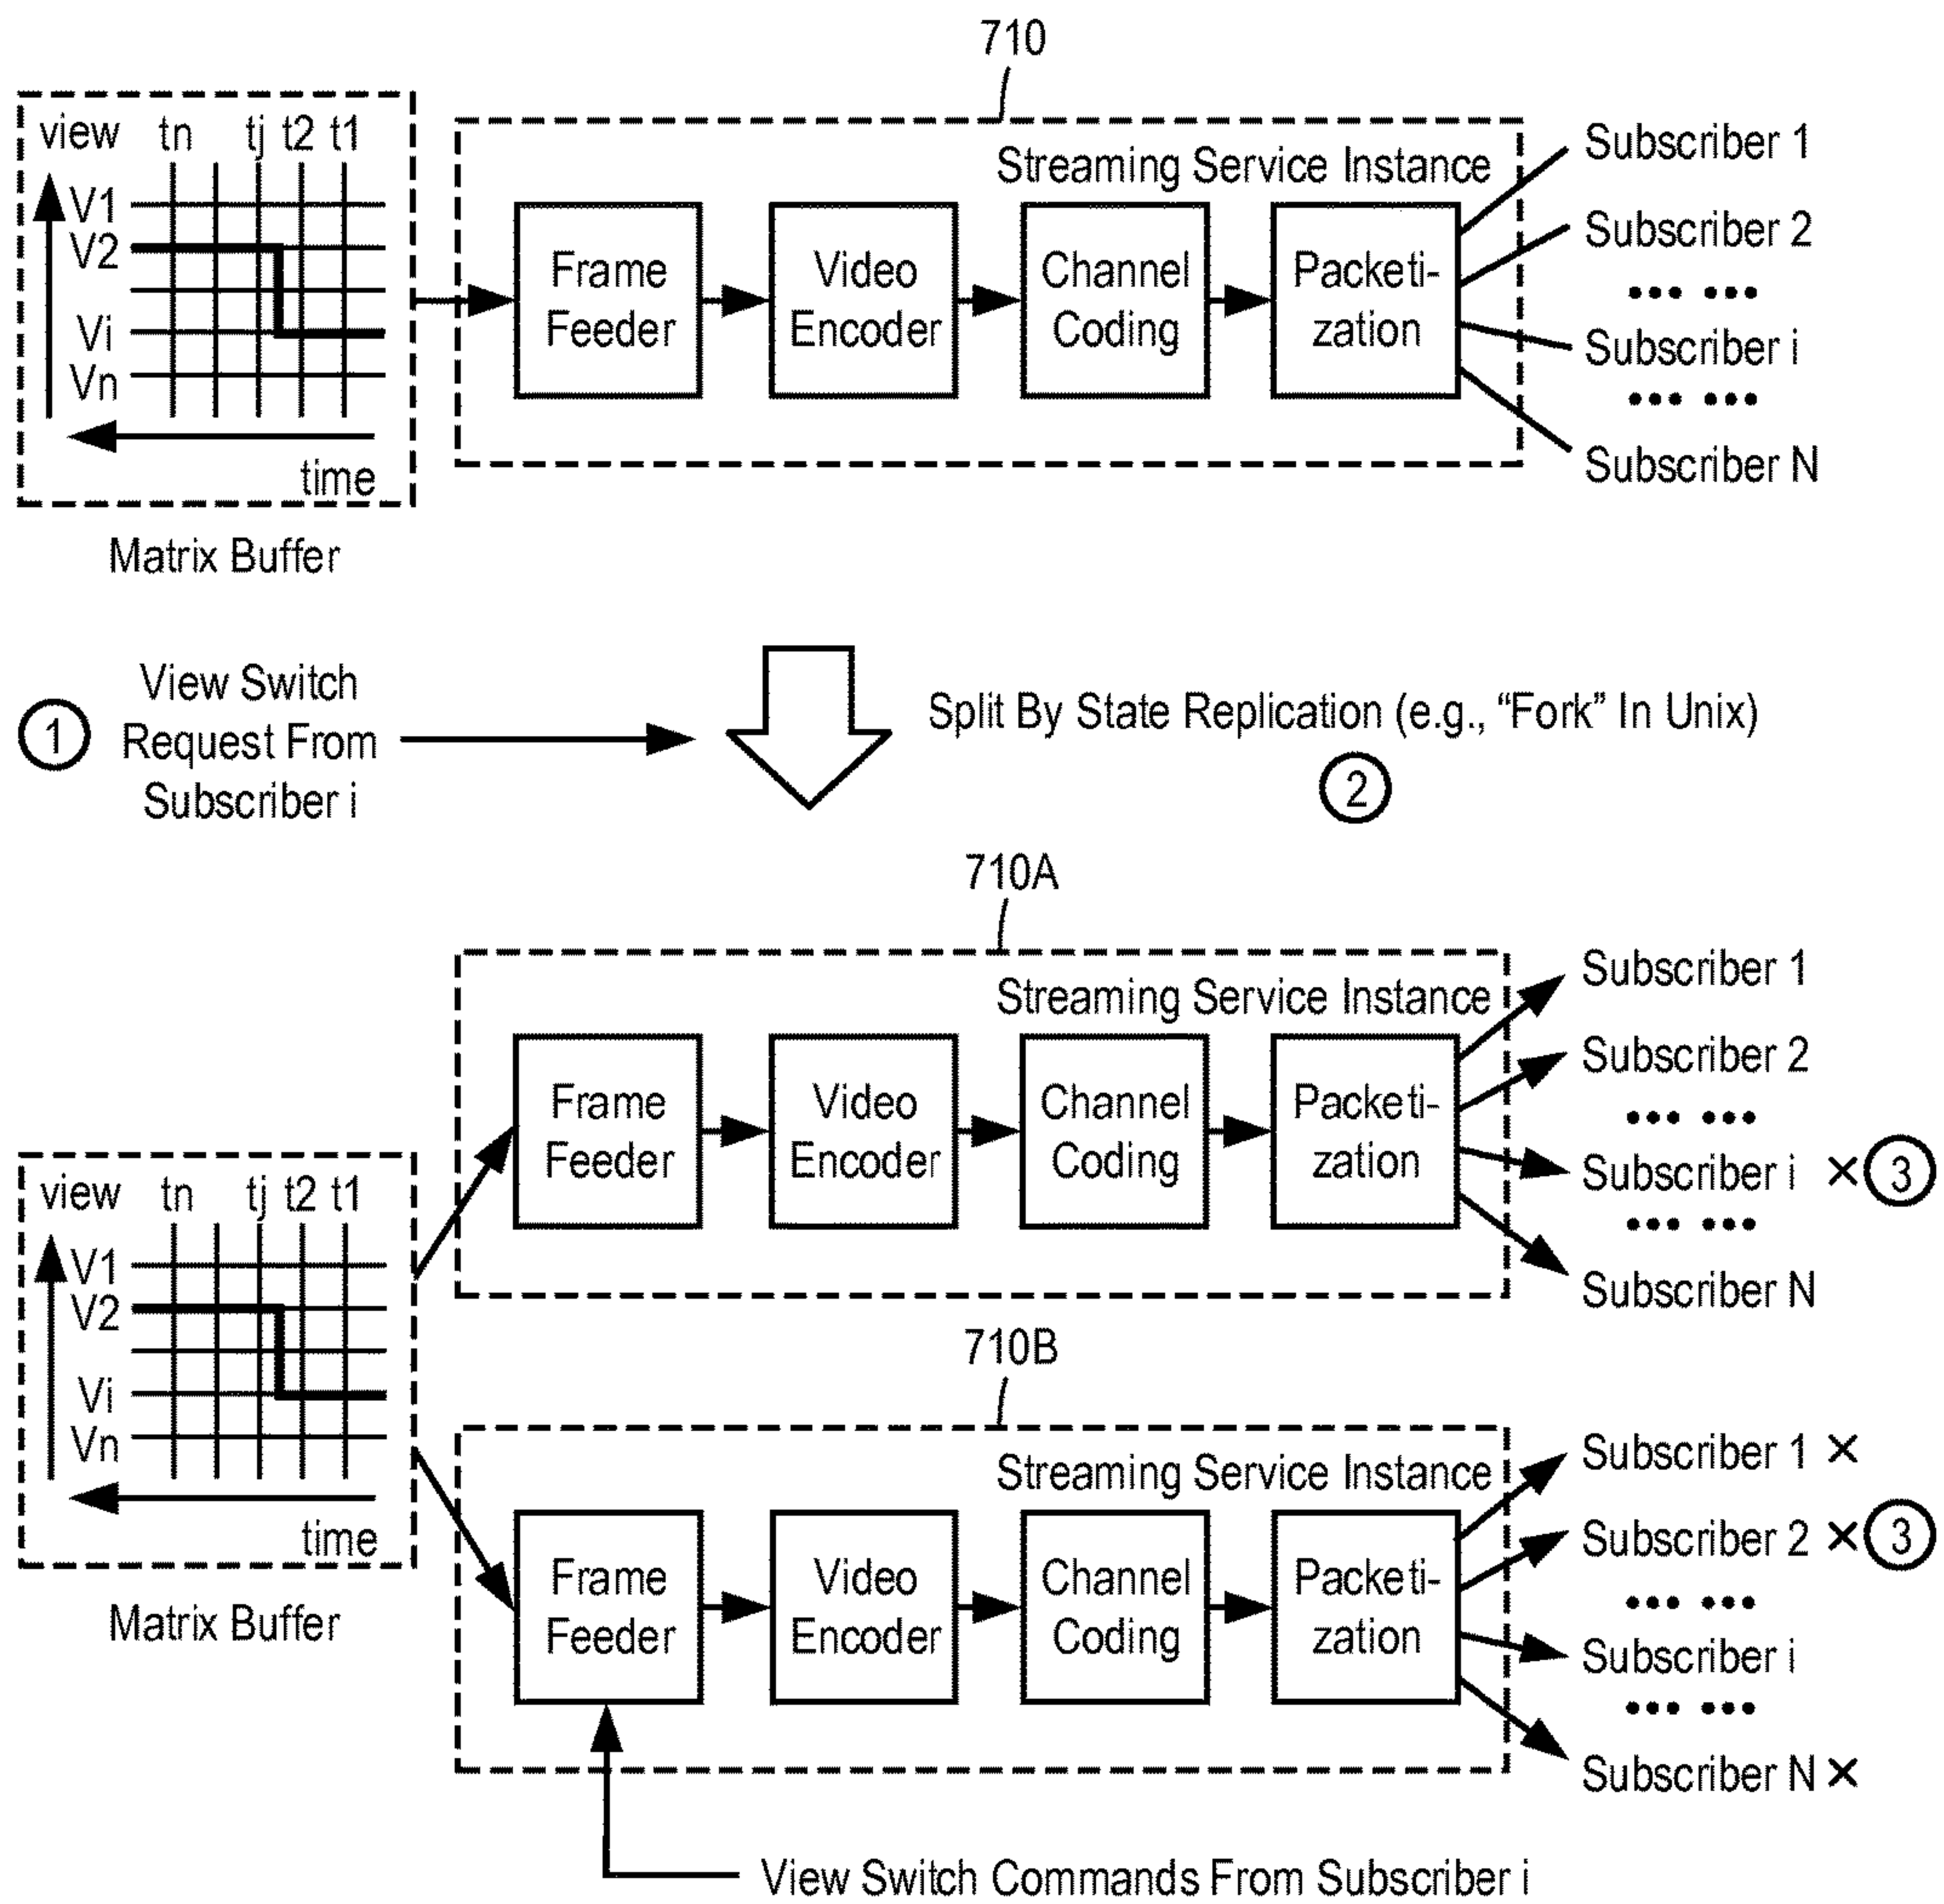 710
view tn tj t2 t1
V1
V2
Vi
Vn
time
Matrix Buffer
Streaming Service Instance
Frame
Feeder
Video
Encoder
Channel
Coding
Packeti-
zation
Subscriber 1
Subscriber 2
••• •••
Subscriber i
••• •••
Subscriber N
1
View Switch
Request From
Subscriber i
Split By State Replication (e.g., “Fork” In Unix)
2
710A
Streaming Service Instance
Frame
Feeder
Video
Encoder
Channel
Coding
Packeti-
zation
Subscriber 1
Subscriber 2
••• •••
Subscriber i × 3
••• •••
Subscriber N
view tn tj t2 t1
V1
V2
Vi
Vn
time
Matrix Buffer
710B
Streaming Service Instance
Frame
Feeder
Video
Encoder
Channel
Coding
Packeti-
zation
Subscriber 1 ×
Subscriber 2 × 3
••• •••
Subscriber i
••• •••
Subscriber N ×
View Switch Commands From Subscriber i